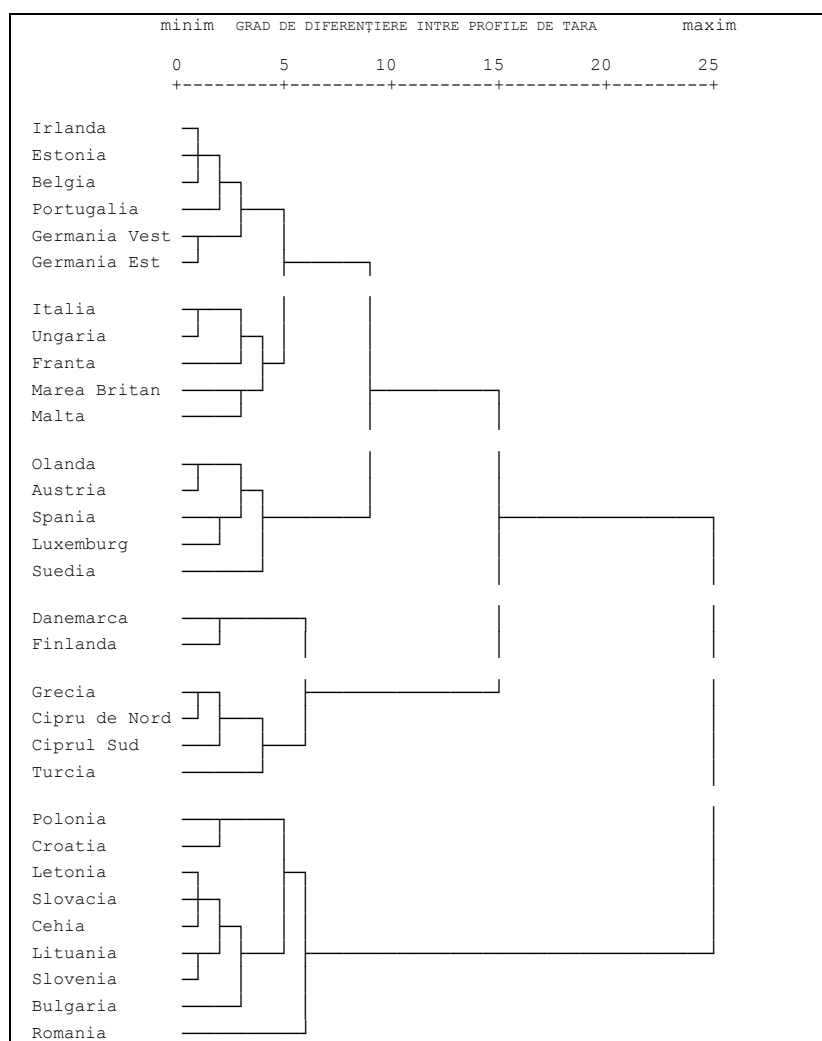 minim GRAD DE DIFERENŢIERE INTRE PROFILE DE TARA maxim
0 5 10 15 20 25
+---------+---------+---------+---------+---------+
Irlanda
Estonia
Belgia
Portugalia
Germania Vest
Germania Est
Italia
Ungaria
Franta
Marea Britan
Malta
Olanda
Austria
Spania
Luxemburg
Suedia
Danemarca
Finlanda
Grecia
Cipru de Nord
Ciprul Sud
Turcia
Polonia
Croatia
Letonia
Slovacia
Cehia
Lituania
Slovenia
Bulgaria
Romania